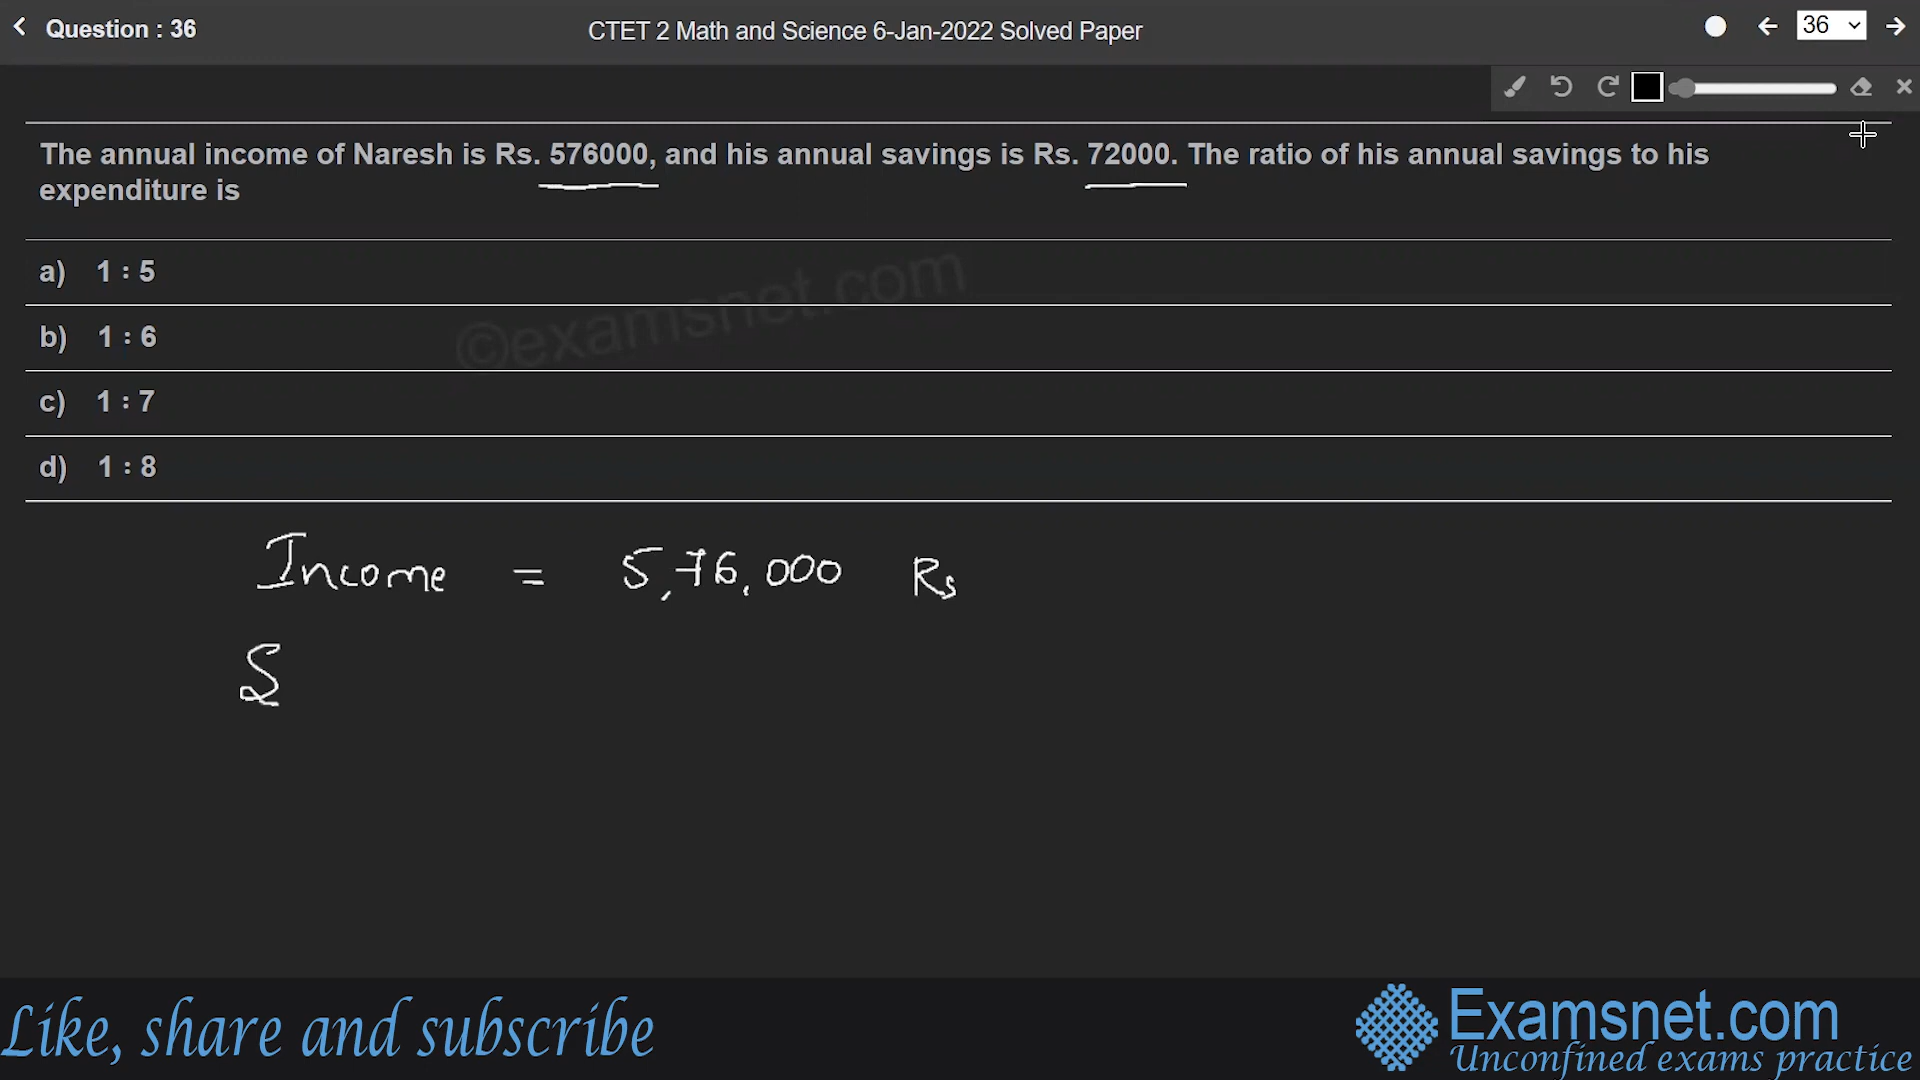 Question : 36
CTET 2 Math and Science 6-Jan-2022 Solved Paper
36
The annual income of Naresh is Rs. 576000, and his annual savings is Rs. 72000. The ratio of his annual savings to his
expenditure is
a) 1 : 5
b) 1 : 6
c) 1 : 7
d) 1 : 8
©examsnet.com
Income = 5,76,000 Rs
S
Like, share and subscribe
Examsnet.com
Unconfined exams practice